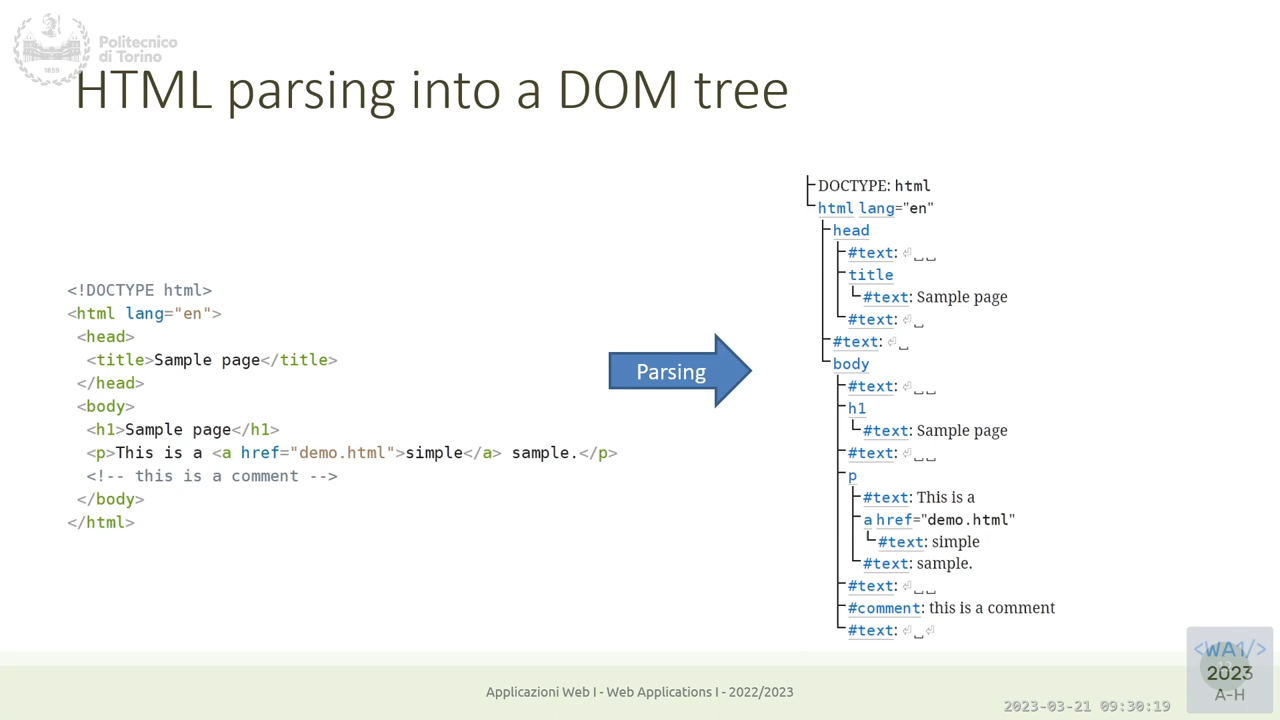 Politecnico
di Torino
1859
HTML parsing into a DOM tree
<!DOCTYPE html>
<html lang="en">
<head>
<title>Sample page</title>
</head>
<body>
<h1>Sample page</h1>
<p>This is a <a href="demo.html">simple</a> sample.</p>
<!-- this is a comment -->
</body>
</html>
Parsing
DOCTYPE: html
html lang="en"
head
#text: ⏎␣␣
title
#text: Sample page
#text: ⏎␣
#text: ⏎␣
body
#text: ⏎␣␣
h1
#text: Sample page
#text: ⏎␣␣
p
#text: This is a
a href="demo.html"
#text: simple
#text: sample.
#text: ⏎␣␣
#comment: this is a comment
#text: ⏎␣⏎
Applicazioni Web I - Web Applications I - 2022/2023
2023-03-21 09:30:19
<WA1/>
2023
A-H